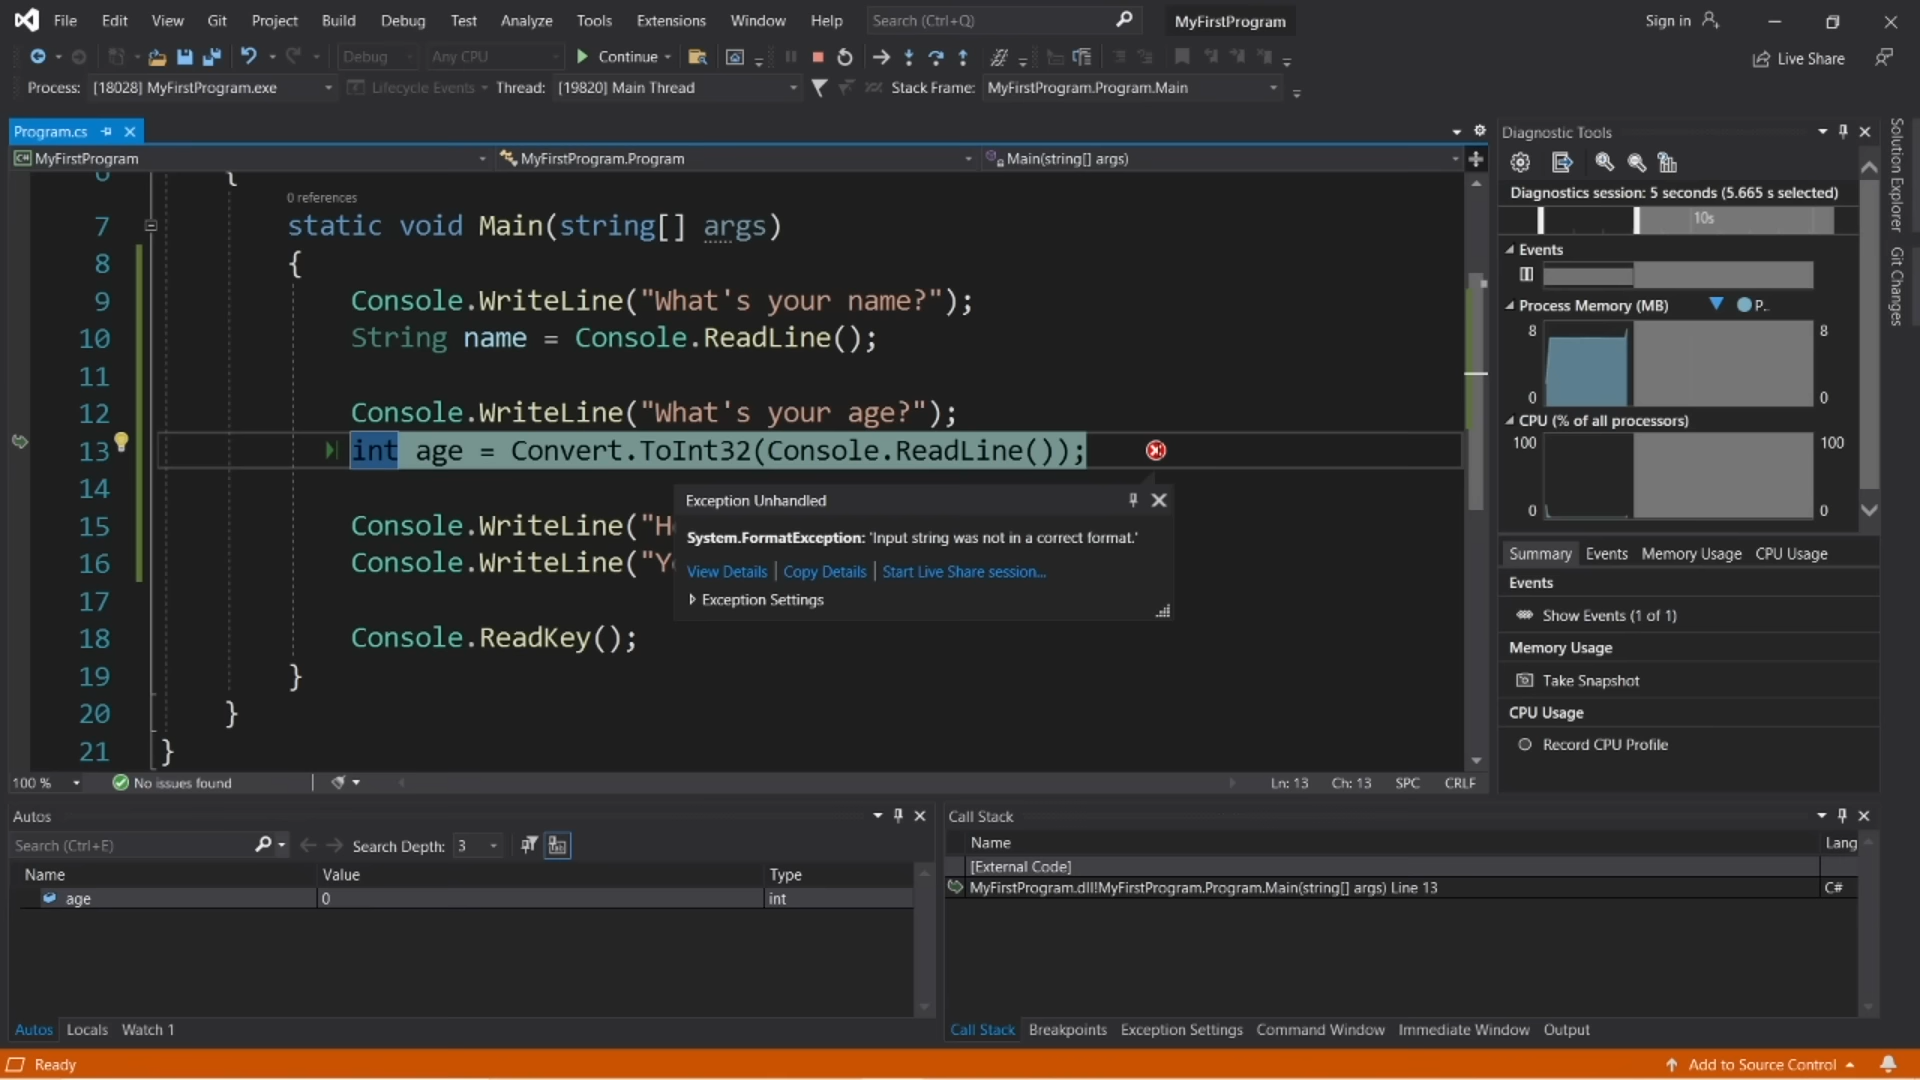 File Edit View Git Project Build Debug Test Analyze Tools Extensions Window Help Search (Ctrl+Q) MyFirstProgram Sign in
Debug Any CPU Continue Live Share
Process: [18028] MyFirstProgram.exe Lifecycle Events Thread: [19820] Main Thread Stack Frame: MyFirstProgram.Program.Main
Program.cs
C# MyFirstProgram MyFirstProgram.Program Main(string[] args)
6 {
0 references
7 static void Main(string[] args)
8 {
9 Console.WriteLine("What's your name?");
10 String name = Console.ReadLine();
11
12 Console.WriteLine("What's your age?");
13 int age = Convert.ToInt32(Console.ReadLine());
14
15 Console.WriteLine("He
16 Console.WriteLine("Yo
17
18 Console.ReadKey();
19 }
20 }
21 }
Exception Unhandled
System.FormatException: 'Input string was not in a correct format.'
View Details | Copy Details | Start Live Share session...
Exception Settings
100 % No issues found Ln: 13 Ch: 13 SPC CRLF
Diagnostic Tools
Diagnostics session: 5 seconds (5.665 s selected)
10s
Events
Process Memory (MB) P..
8 8
0 0
CPU (% of all processors)
100 100
0 0
Summary Events Memory Usage CPU Usage
Events
Show Events (1 of 1)
Memory Usage
Take Snapshot
CPU Usage
Record CPU Profile
Solution Explorer
Git Changes
Autos
Search (Ctrl+E) Search Depth: 3
Name Value Type
age 0 int
Autos Locals Watch 1
Call Stack
Name Lang
[External Code]
MyFirstProgram.dll!MyFirstProgram.Program.Main(string[] args) Line 13 C#
Call Stack Breakpoints Exception Settings Command Window Immediate Window Output
Ready Add to Source Control